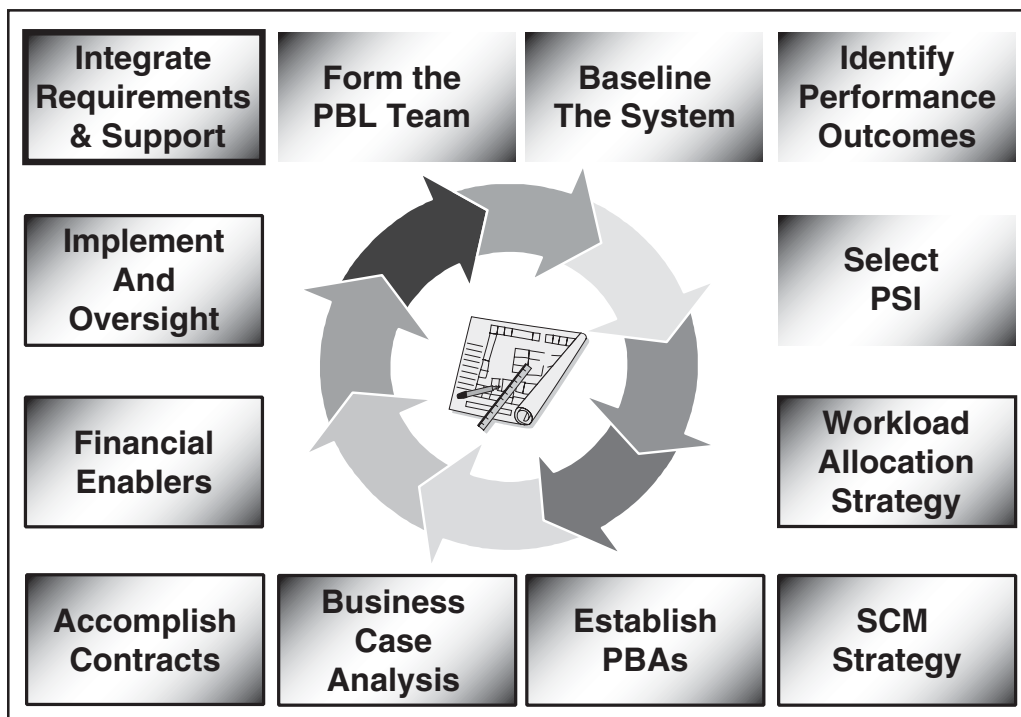 Integrate
Requirements
& Support
Form the
PBL Team
Baseline
The System
Identify
Performance
Outcomes
Implement
And
Oversight
Select
PSI
Financial
Enablers
Workload
Allocation
Strategy
Accomplish
Contracts
Business
Case
Analysis
Establish
PBAs
SCM
Strategy